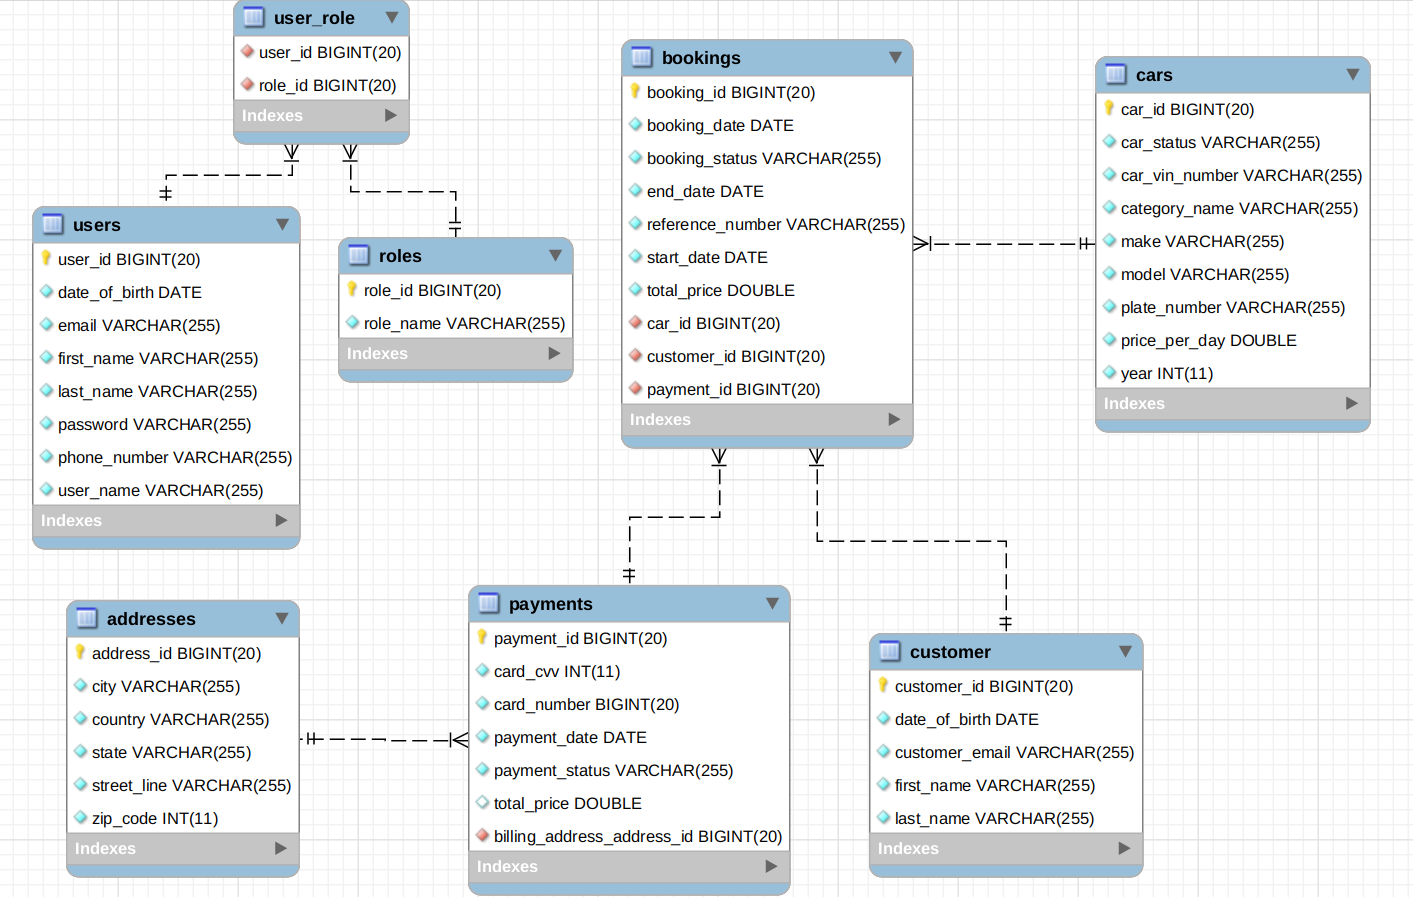 user_role
user_id BIGINT(20)
role_id BIGINT(20)
Indexes
bookings
booking_id BIGINT(20)
booking_date DATE
booking_status VARCHAR(255)
end_date DATE
reference_number VARCHAR(255)
start_date DATE
total_price DOUBLE
car_id BIGINT(20)
customer_id BIGINT(20)
payment_id BIGINT(20)
Indexes
cars
car_id BIGINT(20)
car_status VARCHAR(255)
car_vin_number VARCHAR(255)
category_name VARCHAR(255)
make VARCHAR(255)
model VARCHAR(255)
plate_number VARCHAR(255)
price_per_day DOUBLE
year INT(11)
Indexes
users
user_id BIGINT(20)
date_of_birth DATE
email VARCHAR(255)
first_name VARCHAR(255)
last_name VARCHAR(255)
password VARCHAR(255)
phone_number VARCHAR(255)
user_name VARCHAR(255)
Indexes
roles
role_id BIGINT(20)
role_name VARCHAR(255)
Indexes
addresses
address_id BIGINT(20)
city VARCHAR(255)
country VARCHAR(255)
state VARCHAR(255)
street_line VARCHAR(255)
zip_code INT(11)
Indexes
payments
payment_id BIGINT(20)
card_cvv INT(11)
card_number BIGINT(20)
payment_date DATE
payment_status VARCHAR(255)
total_price DOUBLE
billing_address_address_id BIGINT(20)
Indexes
customer
customer_id BIGINT(20)
date_of_birth DATE
customer_email VARCHAR(255)
first_name VARCHAR(255)
last_name VARCHAR(255)
Indexes